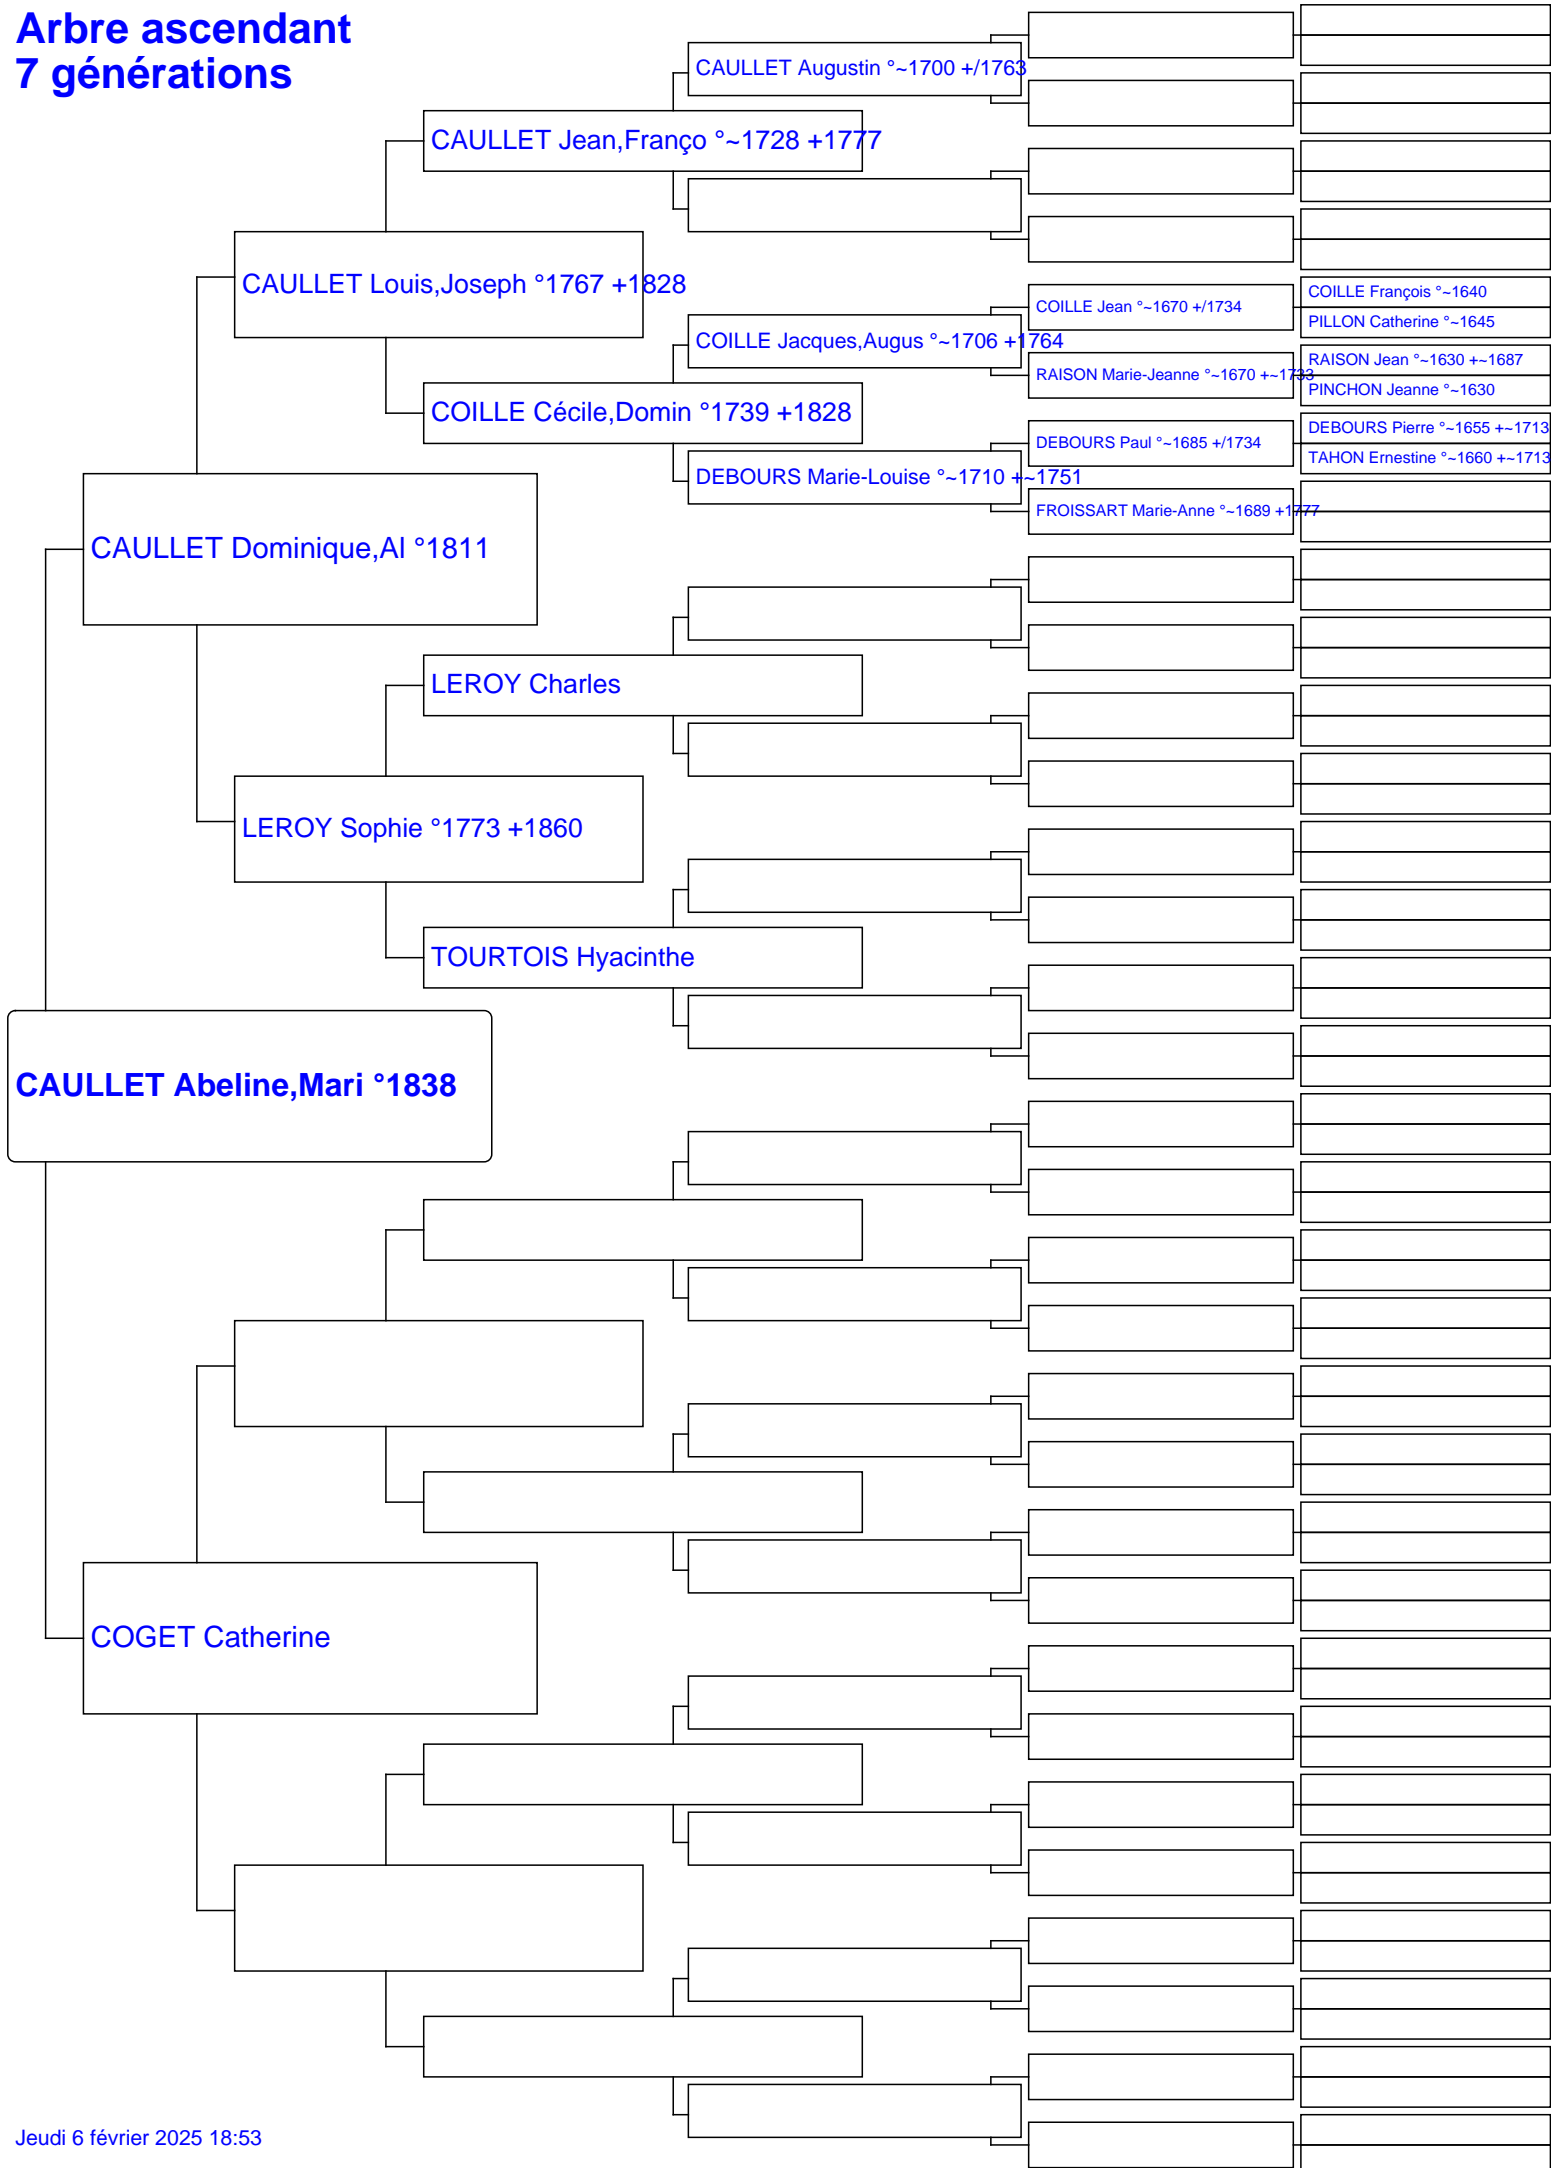 Arbre ascendant
7 générations
CAULLET Augustin °~1700 +/1763
CAULLET Jean,Franço °~1728 +1777
CAULLET Louis,Joseph °1767 +1828
COILLE Jean °~1670 +/1734
COILLE François °~1640
PILLON Catherine °~1645
COILLE Jacques,Augus °~1706 +1764
RAISON Marie-Jeanne °~1670 +~1733
RAISON Jean °~1630 +~1687
PINCHON Jeanne °~1630
COILLE Cécile,Domin °1739 +1828
DEBOURS Paul °~1685 +/1734
DEBOURS Pierre °~1655 +~1713
TAHON Ernestine °~1660 +~1713
DEBOURS Marie-Louise °~1710 +~1751
FROISSART Marie-Anne °~1689 +1777
CAULLET Dominique,Al °1811
LEROY Charles
LEROY Sophie °1773 +1860
TOURTOIS Hyacinthe
CAULLET Abeline,Mari °1838
COGET Catherine
Jeudi 6 février 2025 18:53